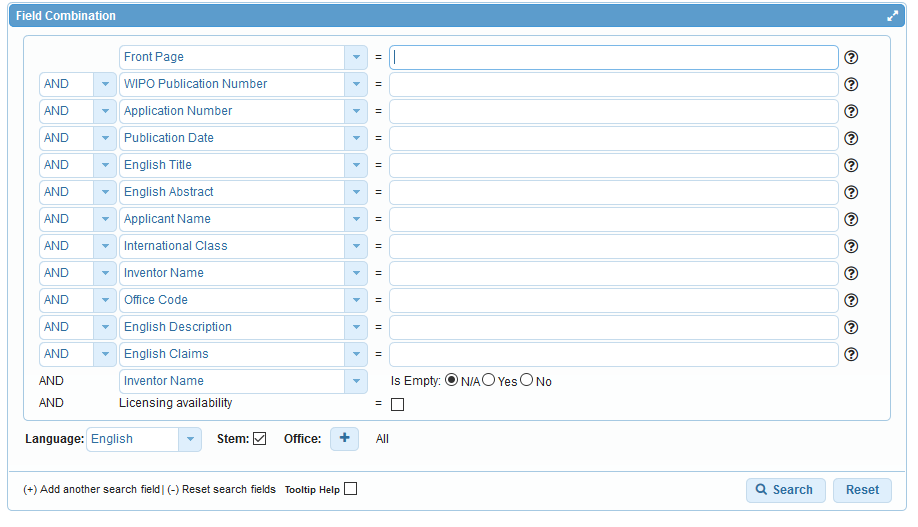 Field Combination
Front Page =
AND WIPO Publication Number =
AND Application Number =
AND Publication Date =
AND English Title =
AND English Abstract =
AND Applicant Name =
AND International Class =
AND Inventor Name =
AND Office Code =
AND English Description =
AND English Claims =
AND Inventor Name Is Empty: N/A Yes No
AND Licensing availability =
Language: English Stem: Office: + All
(+) Add another search field | (-) Reset search fields Tooltip Help Search Reset